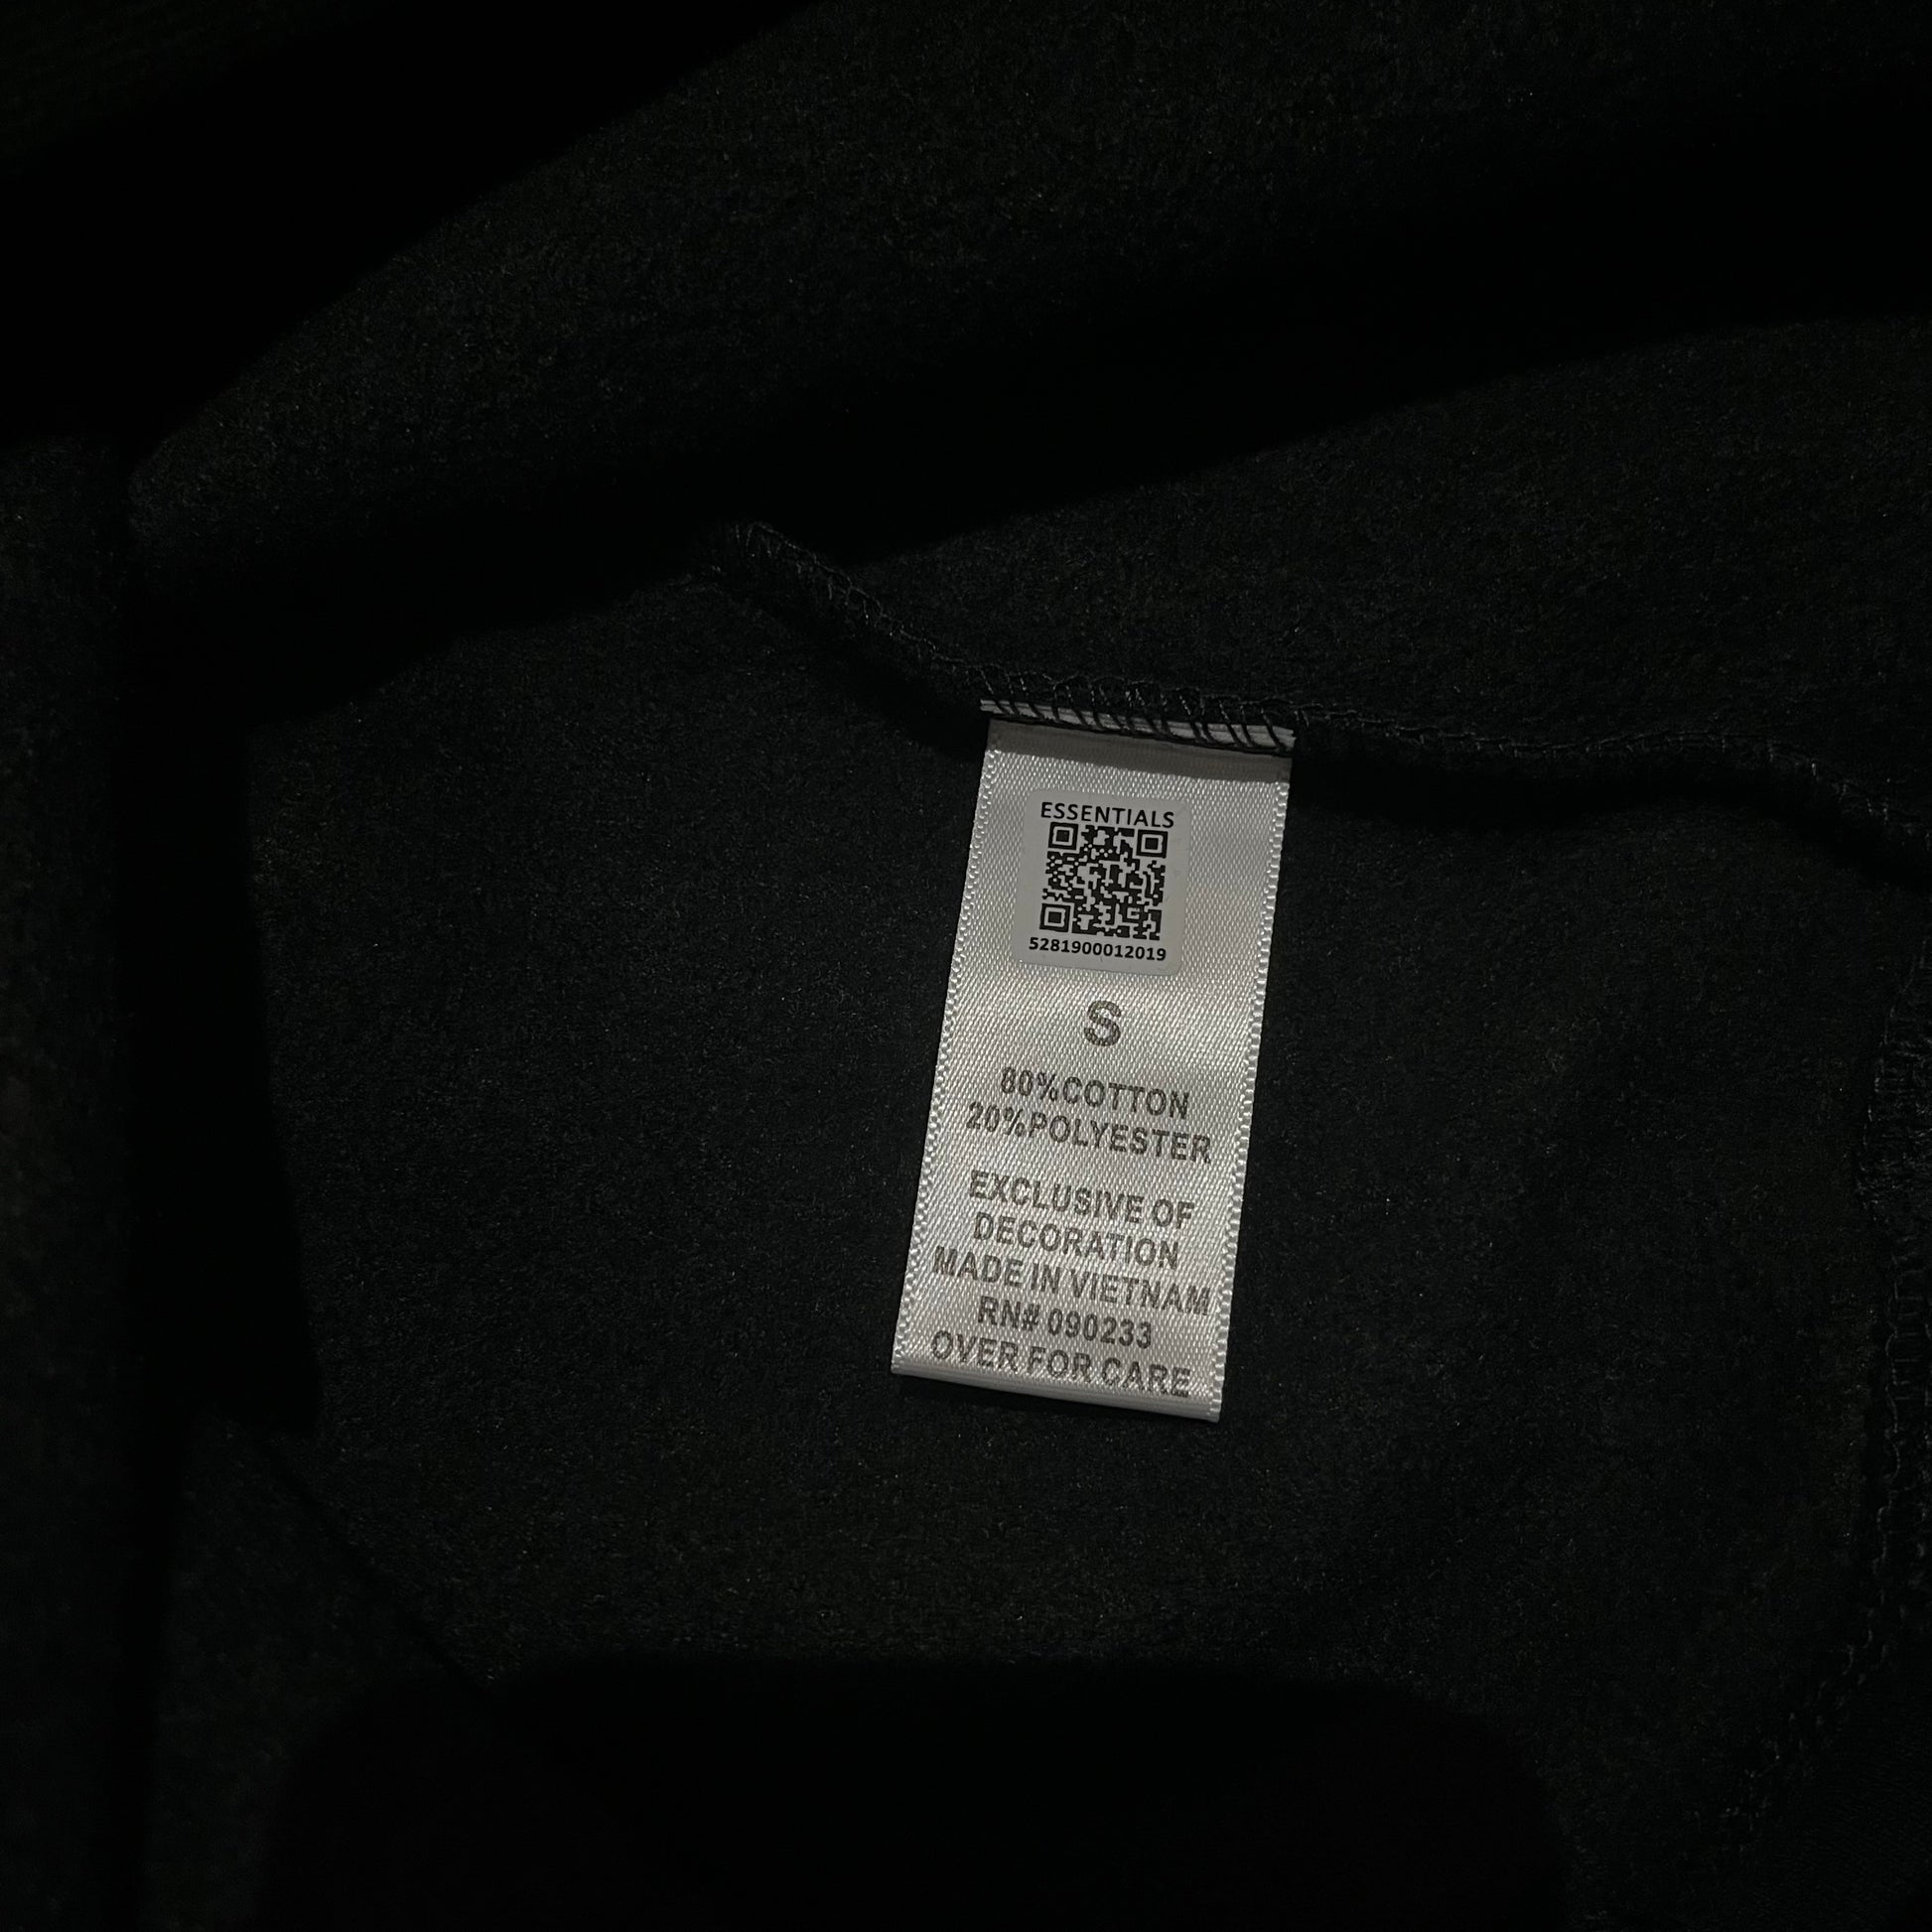 ESSENTIALS
5281900012019
S
80%COTTON
20%POLYESTER
EXCLUSIVE OF
DECORATION
MADE IN VIETNAM
RN# 090233
OVER FOR CARE